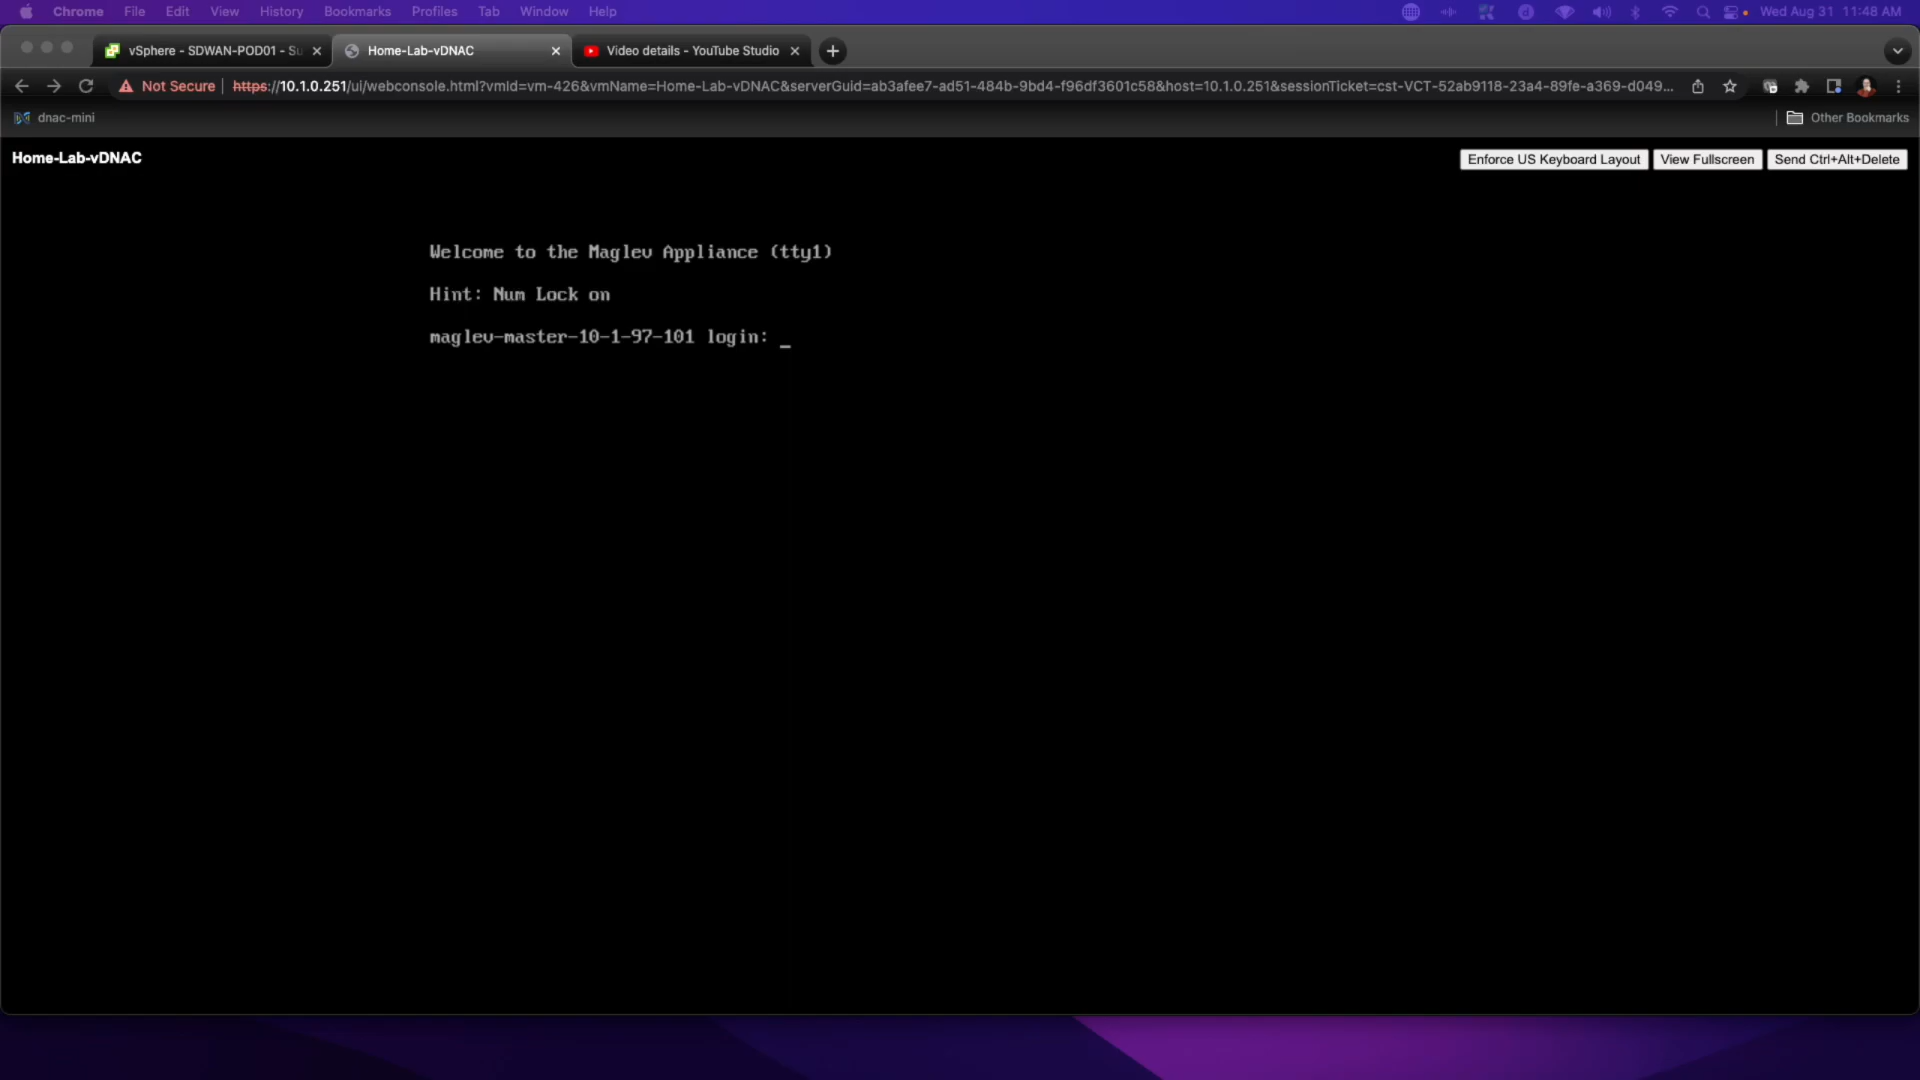 Chrome File Edit View History Bookmarks Profiles Tab Window Help Wed Aug 31 11:48 AM
vSphere - SDWAN-POD01 - Su Home-Lab-vDNAC Video details - YouTube Studio
Not Secure https://10.1.0.251/ui/webconsole.html?vmId=vm-426&vmName=Home-Lab-vDNAC&serverGuid=ab3afee7-ad51-484b-9bd4-f96df3601c58&host=10.1.0.251&sessionTicket=cst-VCT-52ab9118-23a4-89fe-a369-d049...
dnac-mini Other Bookmarks
Home-Lab-vDNAC Enforce US Keyboard Layout View Fullscreen Send Ctrl+Alt+Delete
Welcome to the Maglev Appliance (tty1)
Hint: Num Lock on
maglev-master-10-1-97-101 login: _